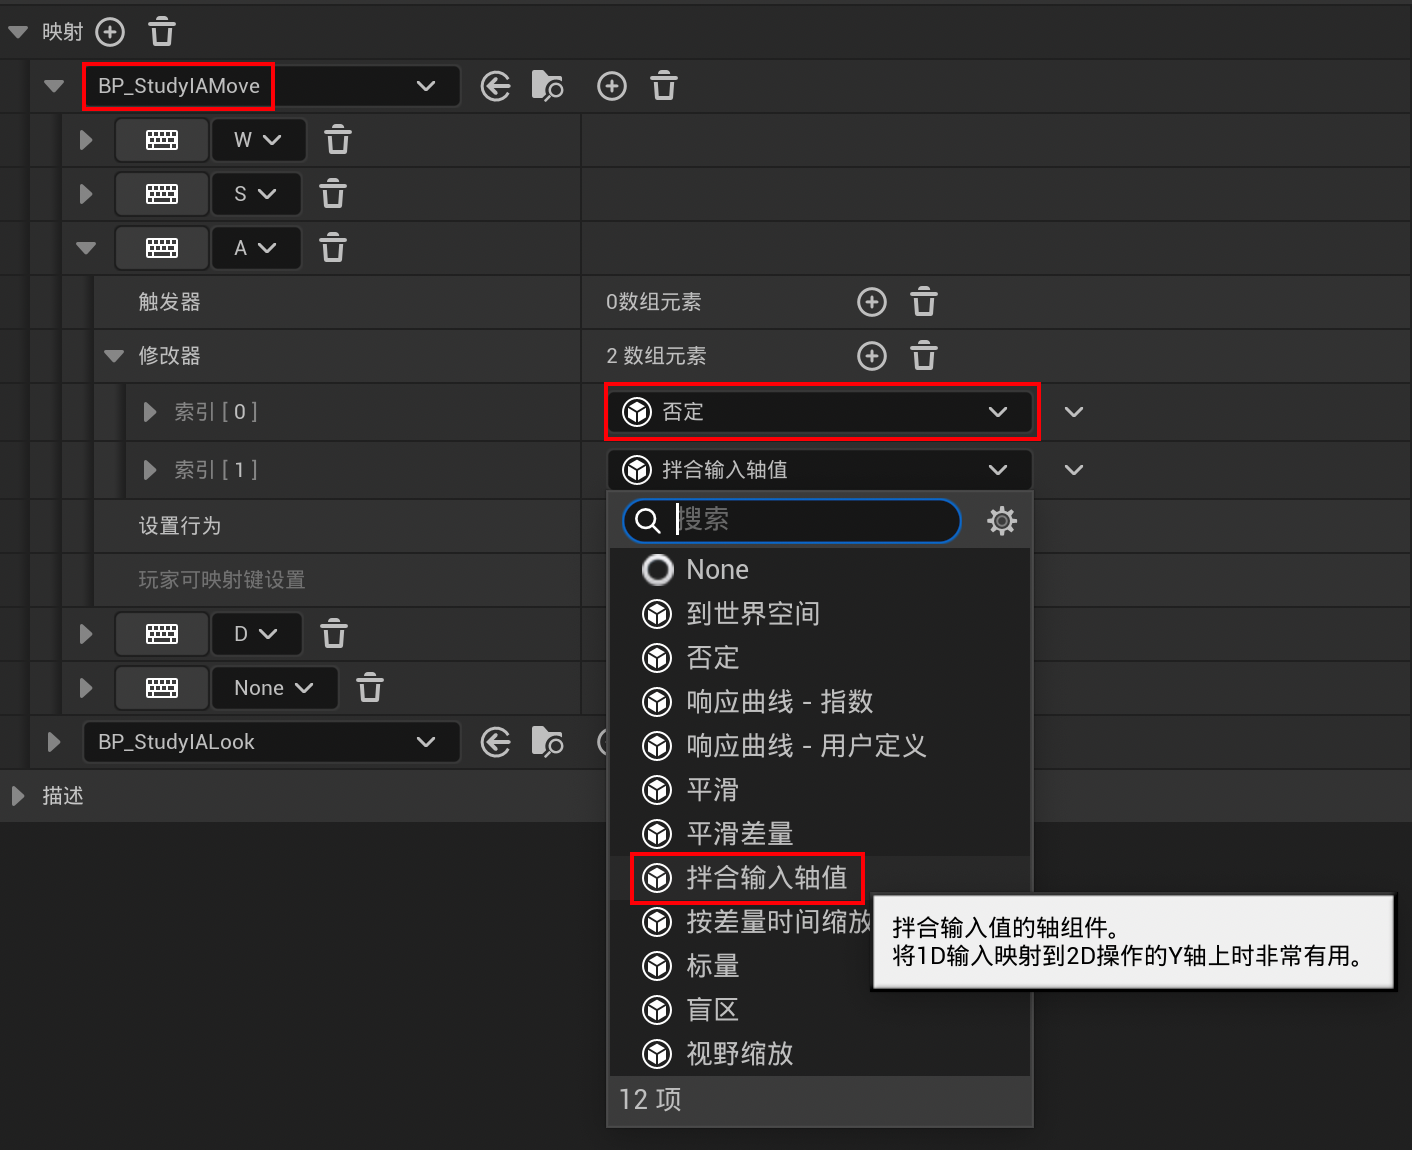 映射
BP_StudyIAMove
W
S
A
触发器
0数组元素
修改器
2 数组元素
索引 [ 0 ]
否定
索引 [ 1 ]
拌合输入轴值
设置行为
搜索
玩家可映射键设置
None
到世界空间
D
否定
None
响应曲线 - 指数
BP_StudyIALook
响应曲线 - 用户定义
描述
平滑
平滑差量
拌合输入轴值
按差量时间缩放
拌合输入值的轴组件。
将1D输入映射到2D操作的Y轴上时非常有用。
标量
盲区
视野缩放
12 项